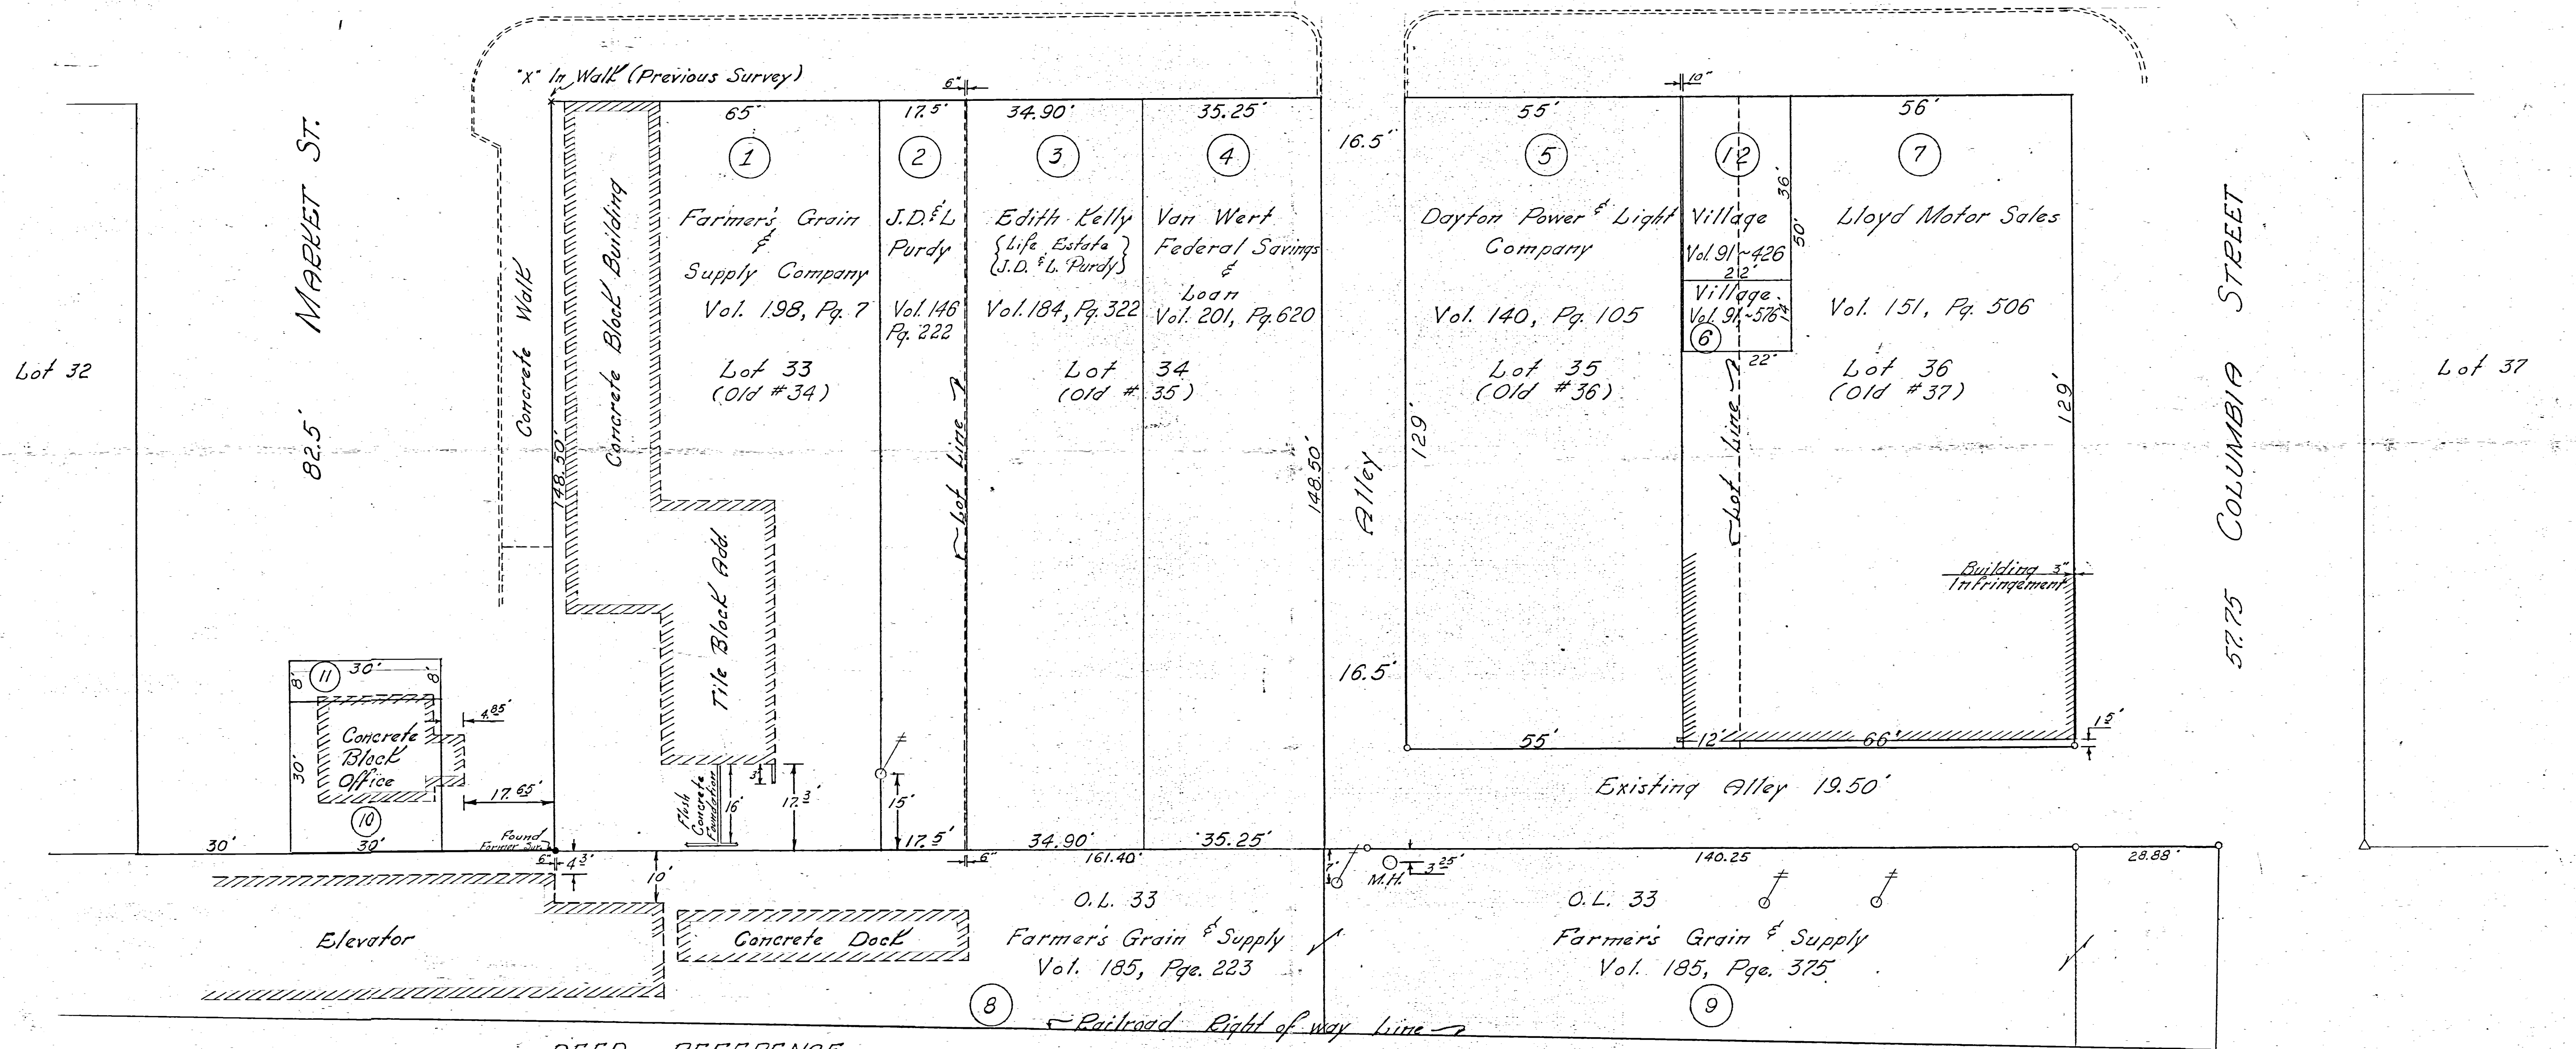 "X" In Walk (Previous Survey)
6"
10"
65'
17.5'
34.90'
35.25'
16.5'
55'
56'
1
2
3
4
5
12
7
MARKET ST.
82.5'
Lot 32
Concrete Walk
148.50'
Concrete Block Building
Tile Block Add.
Farmer's Grain
&
Supply Company
Vol. 198, Pg. 7
Lot 33
(Old #34)
J.D. & L
Purdy
Vol. 146
Pg. 222
Lot Line
Edith Kelly
{Life Estate}
(J.D. & L. Purdy)
Vol. 184, Pg. 322
Van Wert
Federal Savings
&
Loan
Vol. 201, Pg. 620
Lot 34
(Old # 35)
148.50'
Alley
16.5'
129'
Dayton Power & Light
Company
Vol. 140, Pg. 105
Lot 35
(Old #36)
Village
Vol. 91~426
22'
Village
Vol. 91~576
6
22'
36'
50'
Lot Line
Lloyd Motor Sales
Vol. 151, Pg. 506
Lot 36
(Old #37)
129'
Building 3"
Infringement
COLUMBIA STREET
57.75
Lot 37
11
30'
8'
8'
Concrete
Block
Office
30'
4.85'
17.65'
10
30'
30'
Found
Former Sur.
Flush
Concrete
Foundation
16'
3'
17.3'
15'
17.5'
34.90'
35.25'
55'
12'
66'
1.5'
Existing Alley 19.50'
6"
4.3'
10'
6"
161.40'
7'
M.H.
3.25'
140.25
28.88'
Elevator
Concrete Dock
O.L. 33
Farmer's Grain & Supply
Vol. 185, Pge. 223
8
O.L. 33
Farmer's Grain & Supply
Vol. 185, Pge. 375
9
Railroad Right of way Line
DEED REFERENCE